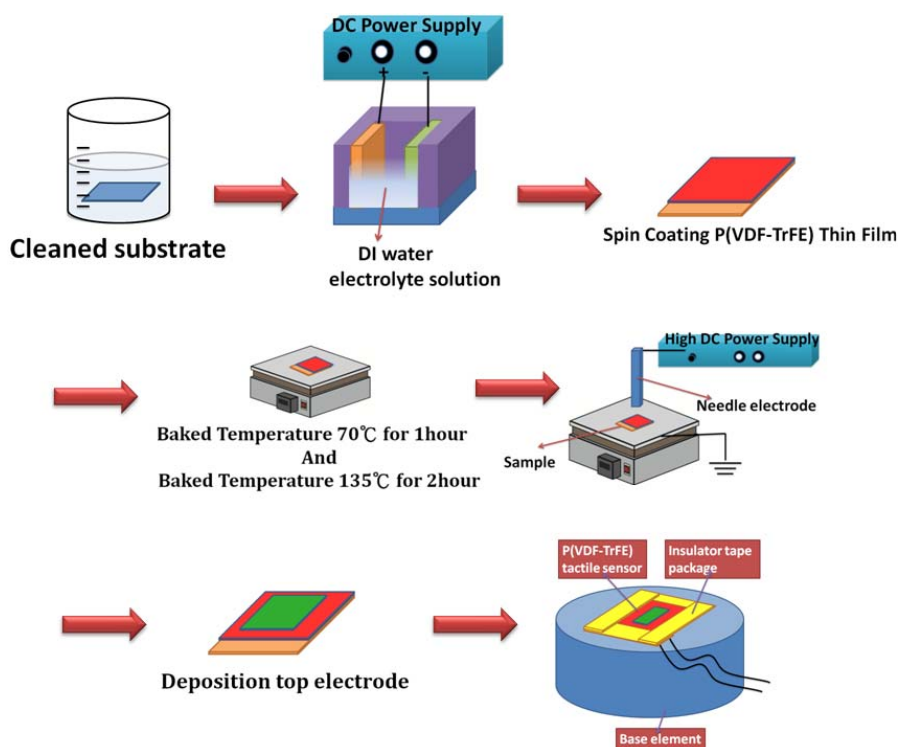 DC Power Supply
+ -
Cleaned substrate
DI water
electrolyte solution
Spin Coating P(VDF-TrFE) Thin Film
Baked Temperature 70℃ for 1hour
And
Baked Temperature 135℃ for 2hour
High DC Power Supply
Needle electrode
Sample
Deposition top electrode
P(VDF-TrFE)
tactile sensor
Insulator tape
package
Base element